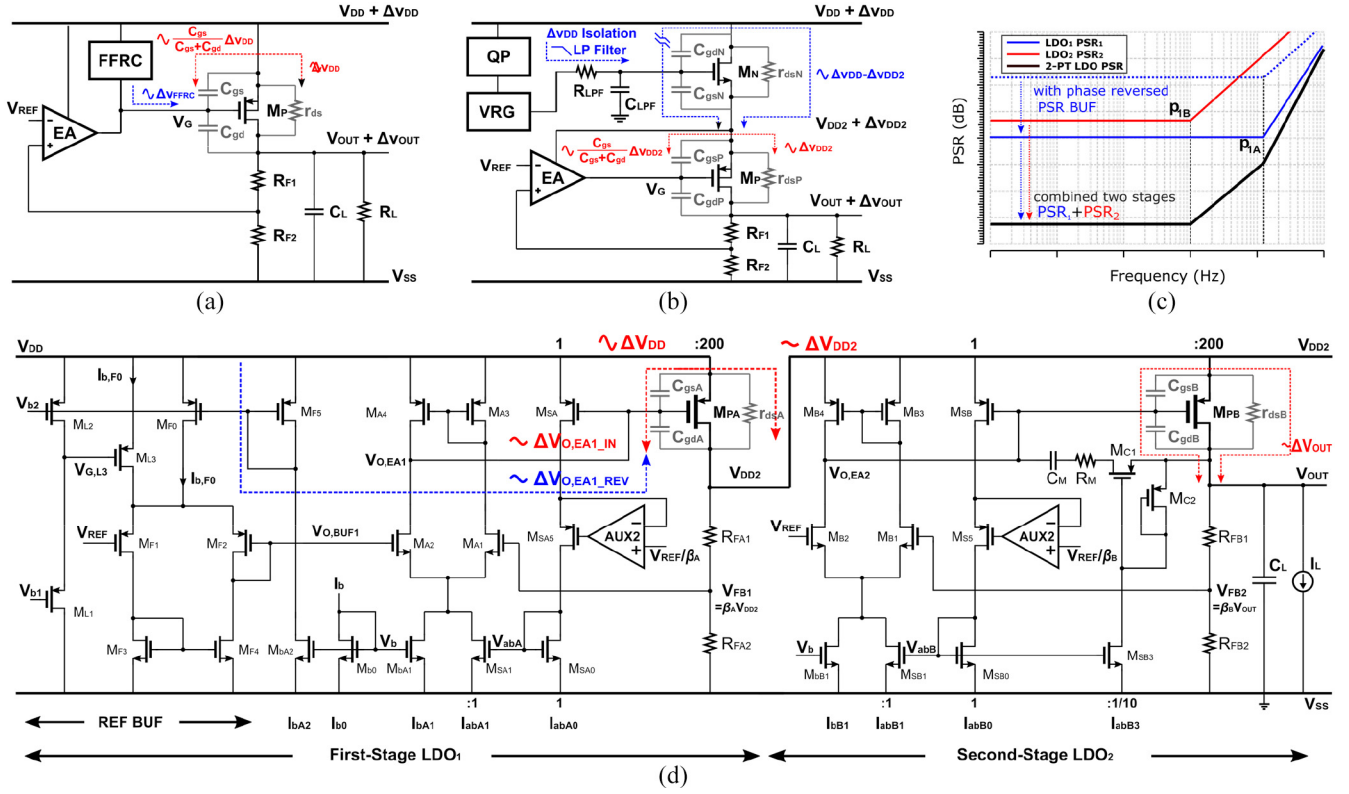 VDD + ΔVDD
Cgs
Cgs+Cgd
ΔVDD
FFRC
ΔVDD
ΔVFFRC
Cgs
MP
rds
VREF
EA
VG
Cgd
VOUT + ΔVOUT
RF1
CL
RL
RF2
VSS
(a)
VDD + ΔVDD
ΔVDD Isolation
LP Filter
QP
VRG
RLPF
CLPF
CgdN
MN
rdsN
CgsN
ΔVDD-ΔVDD2
VDD2 + ΔVDD2
Cgs
Cgs+Cgd
ΔVDD2
ΔVDD2
CgsP
MP
rdsP
VREF
EA
VG
CgdP
VOUT + ΔVOUT
RF1
CL
RL
RF2
VSS
(b)
LDO1 PSR1
LDO2 PSR2
2-PT LDO PSR
with phase reversed
PSR BUF
p1B
p1A
PSR (dB)
combined two stages
PSR1+PSR2
Frequency (Hz)
(c)
VDD
1
ΔVDD
:200
ΔVDD2
1
:200
VDD2
Ib,F0
Vb2
ML2
MF0
MF5
MA4
MA3
MSA
CgsA
MPA
rdsA
CgdA
MB4
MB3
MSB
CgsB
MPB
rdsB
CgdB
ML3
VG,L3
Ib,F0
VO,EA1
ΔVO,EA1_IN
ΔVO,EA1_REV
VDD2
VO,EA2
CM
RM
MC1
MC2
ΔVOUT
VOUT
VREF
MF1
MF2
VO,BUF1
MA2
MA1
MSA5
AUX2
VREF/βA
RFA1
VREF
MB2
MB1
MS5
AUX2
VREF/βB
RFB1
CL
IL
Vb1
ML1
Ib
VFB1
=βAVDD2
VFB2
=βBVOUT
MF3
MF4
MbA2
Mb0
Vb
MbA1
VabA
MSA1
MSA0
RFA2
Vb
MbB1
MSB1
VabB
MSB0
MSB3
RFB2
VSS
REF BUF
IbA2
Ib0
IbA1
:1
IabA1
1
IabA0
IbB1
:1
IabB1
1
IabB0
:1/10
IabB3
First-Stage LDO1
Second-Stage LDO2
(d)